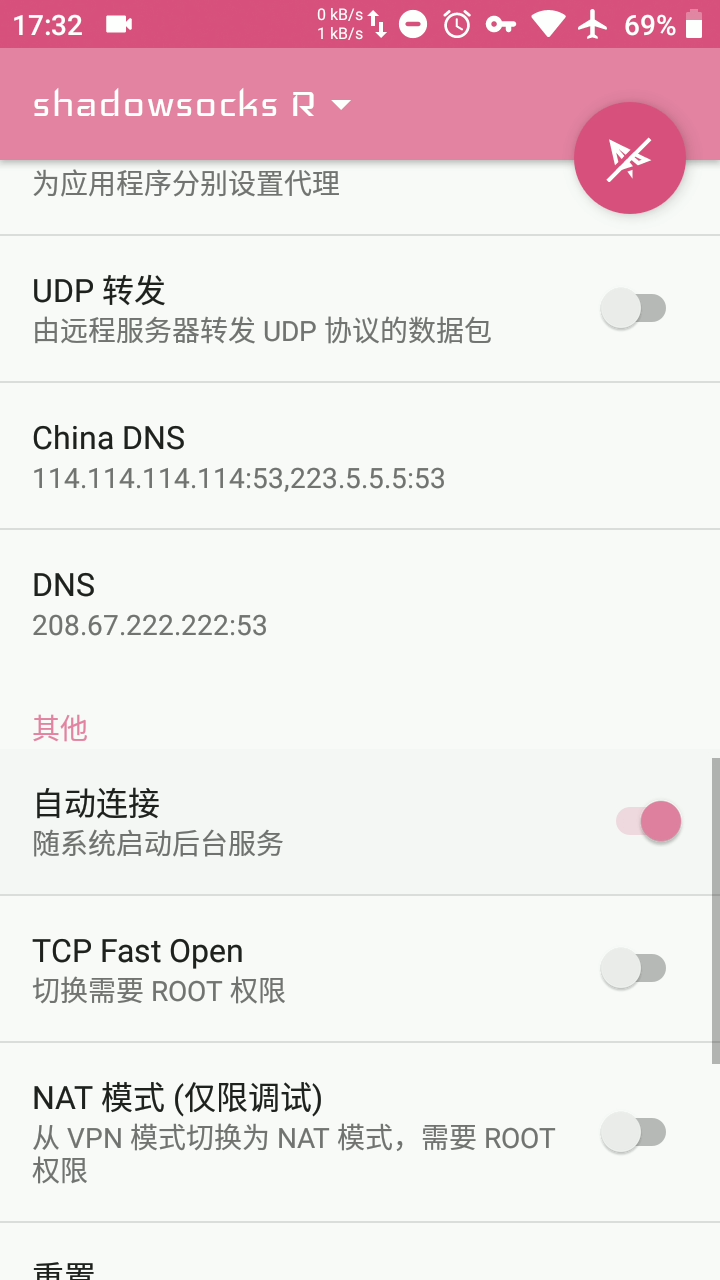 17:32
0 kB/s
1 kB/s
69%
shadowsocks R
为应用程序分别设置代理
UDP 转发
由远程服务器转发 UDP 协议的数据包
China DNS
114.114.114.114:53,223.5.5.5:53
DNS
208.67.222.222:53
其他
自动连接
随系统启动后台服务
TCP Fast Open
切换需要 ROOT 权限
NAT 模式 (仅限调试)
从 VPN 模式切换为 NAT 模式，需要 ROOT
权限
重置